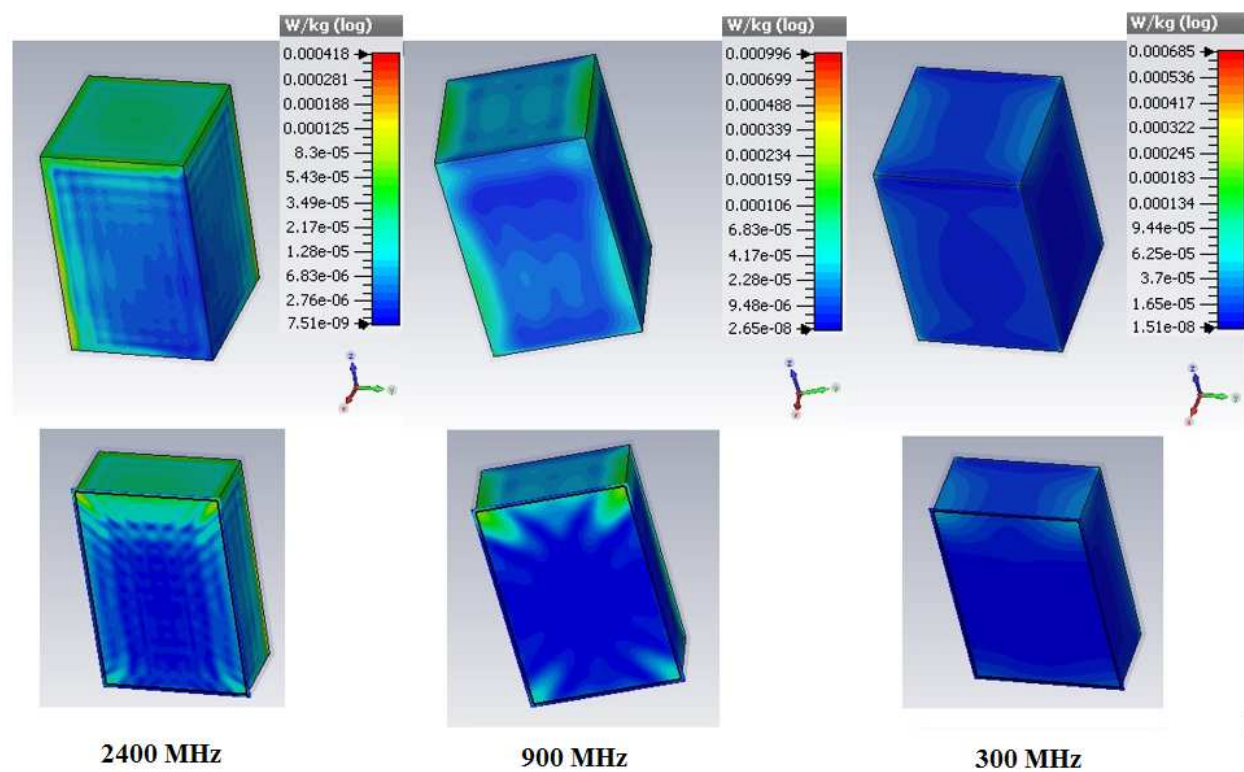 W/kg (log)
0.000418
0.000281
0.000188
0.000125
8.3e-05
5.43e-05
3.49e-05
2.17e-05
1.28e-05
6.83e-06
2.76e-06
7.51e-09
z
y
x
W/kg (log)
0.000996
0.000699
0.000488
0.000339
0.000234
0.000159
0.000106
6.83e-05
4.17e-05
2.28e-05
9.48e-06
2.65e-08
z
y
x
W/kg (log)
0.000685
0.000536
0.000417
0.000322
0.000245
0.000183
0.000134
9.44e-05
6.25e-05
3.7e-05
1.65e-05
1.51e-08
z
y
x
2400 MHz
900 MHz
300 MHz